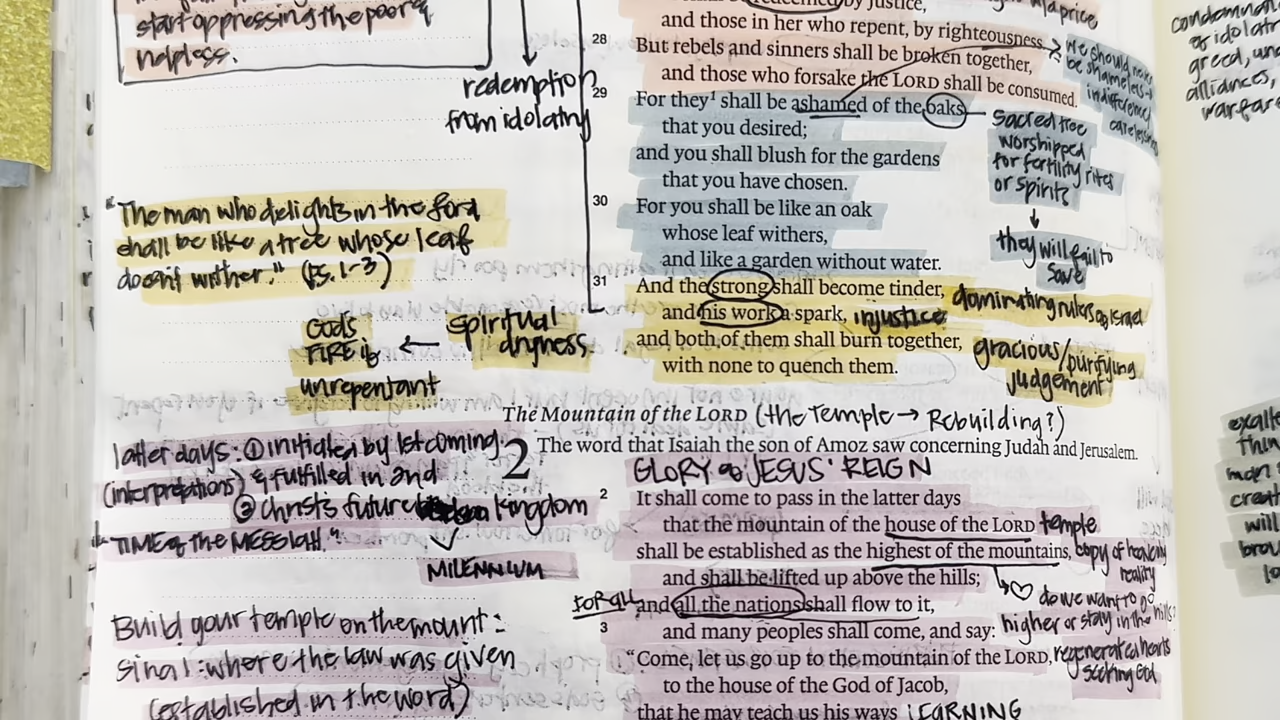 start oppressing the poor &
helpless.
redemption
from idolatry
"The man who delights in the Lord
shall be like a tree whose leaf
doesn't wither." (ps. 1-3)
God's
FIRE is
unrepentant
←
spiritual
dryness
latter days: ① initiated by 1st coming
(interpretations) & fulfilled in 2nd
② Christ's future kingdom
"TIME of the MESSIAH."
MILENNIUM
Build your temple on the mount:
sinai: where the law was given
(established in the word)
justice,
28 and those in her who repent, by righteousness.
But rebels and sinners shall be broken together,
and those who forsake the LORD shall be consumed.
29 For they¹ shall be ashamed of the oaks
that you desired;
and you shall blush for the gardens
that you have chosen.
30 For you shall be like an oak
whose leaf withers,
and like a garden without water.
31 And the strong shall become tinder, dominating rulers of Israel
and his work a spark, injustice
and both of them shall burn together,
with none to quench them.
gracious/purifying
judgement
The Mountain of the LORD (the temple → Rebuilding?)
2 The word that Isaiah the son of Amoz saw concerning Judah and Jerusalem.
GLORY of JESUS' REIGN
2 It shall come to pass in the latter days
that the mountain of the house of the LORD temple
shall be established as the highest of the mountains, copy of heavenly
reality
and shall be lifted up above the hills;
for all and all the nations shall flow to it,
do we want to go
higher or stay in the hills?
3 and many peoples shall come, and say:
"Come, let us go up to the mountain of the LORD, regenerated hearts
seeking God
to the house of the God of Jacob,
that he may teach us his ways LEARNING
we should
be shameless
indifference
sacred tree
worshipped
for fertility rites
or spirits
they will fail to
save
of idolatry
greed,
alliances,
warfare